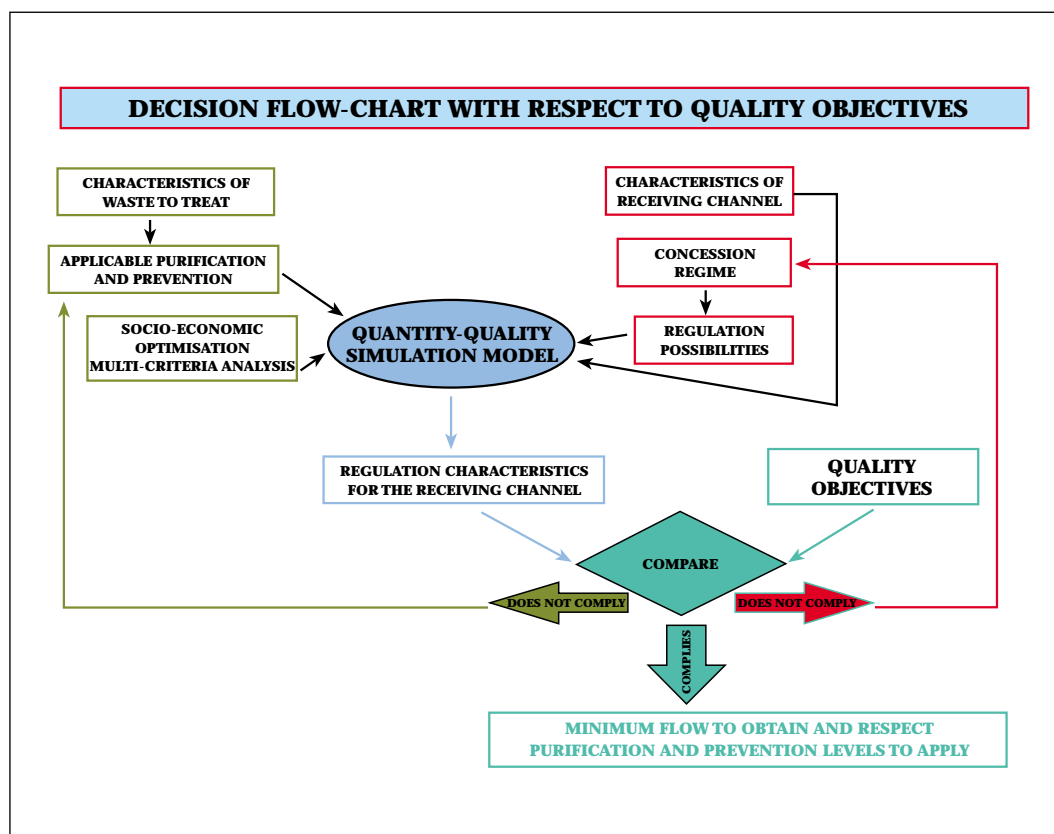 DECISION FLOW-CHART WITH RESPECT TO QUALITY OBJECTIVES
CHARACTERISTICS OF
WASTE TO TREAT
CHARACTERISTICS OF
RECEIVING CHANNEL
APPLICABLE PURIFICATION
AND PREVENTION
CONCESSION
REGIME
SOCIO-ECONOMIC
OPTIMISATION
MULTI-CRITERIA ANALYSIS
QUANTITY-QUALITY
SIMULATION MODEL
REGULATION
POSSIBILITIES
REGULATION CHARACTERISTICS
FOR THE RECEIVING CHANNEL
QUALITY
OBJECTIVES
COMPARE
DOES NOT COMPLY
DOES NOT COMPLY
COMPLIES
MINIMUM FLOW TO OBTAIN AND RESPECT
PURIFICATION AND PREVENTION LEVELS TO APPLY